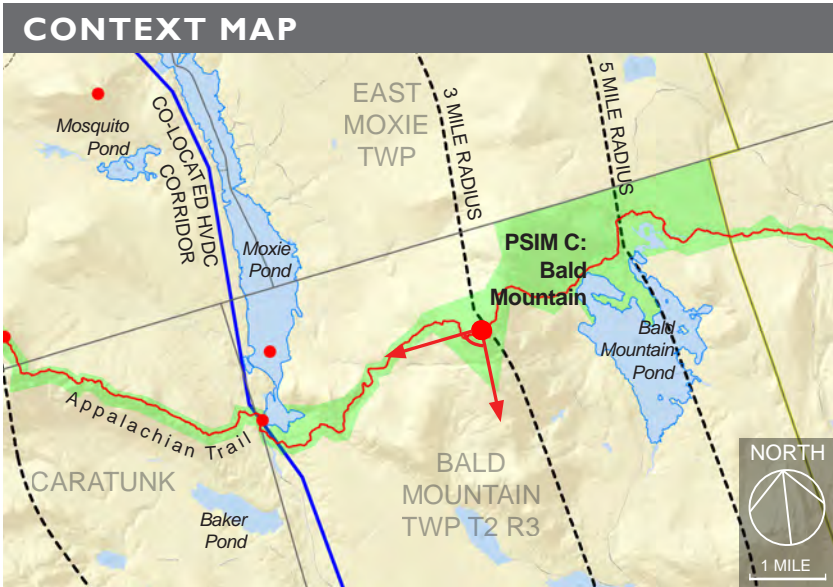 CONTEXT MAP
EAST
MOXIE
TWP
3 MILE RADIUS
5 MILE RADIUS
Mosquito
Pond
CO-LOCATED HVDC
CORRIDOR
Moxie
Pond
PSIM C:
Bald
Mountain
Bald
Mountain
Pond
Appalachian Trail
CARATUNK
BALD
MOUNTAIN
TWP T2 R3
Baker
Pond
NORTH
1 MILE